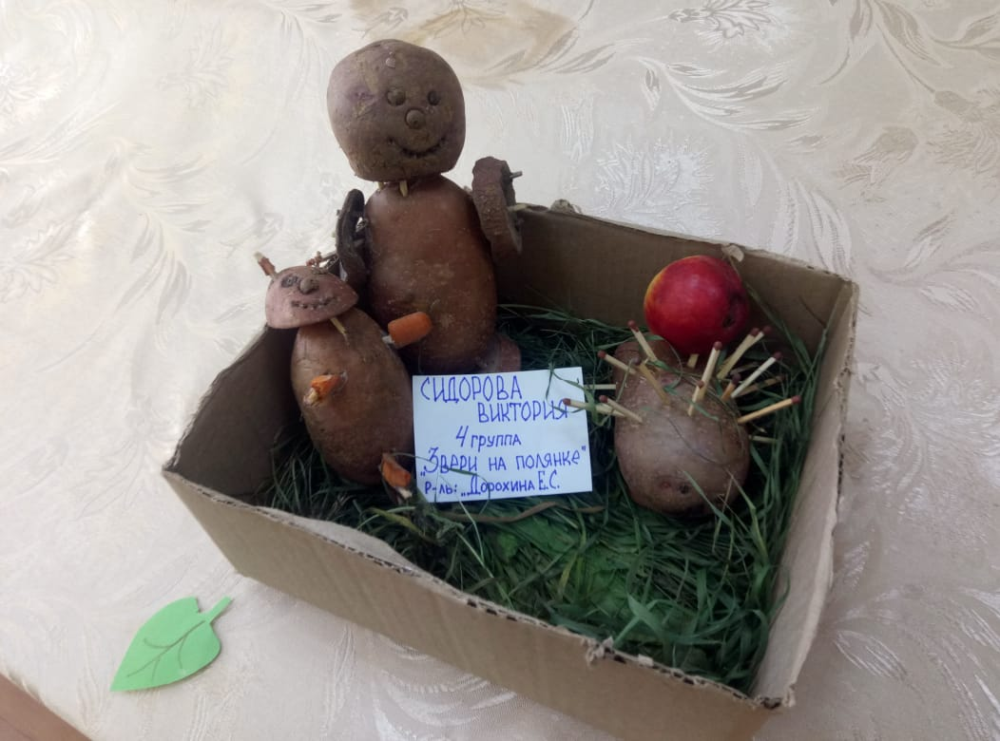 СИДОРОВА
ВИКТОРИЯ
4 группа
"Звери на полянке"
Р-ль: "Дорохина Е.С.